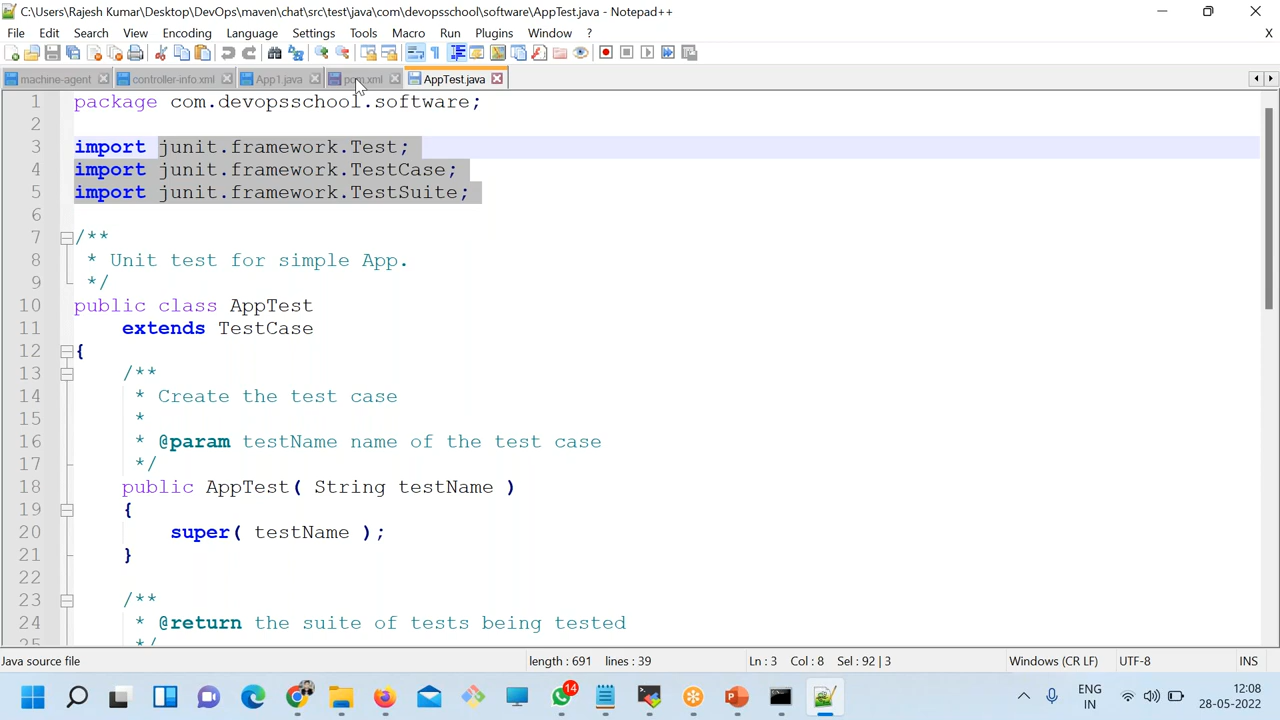 C:\Users\Rajesh Kumar\Desktop\DevOps\maven\chat\src\test\java\com\devopsschool\software\AppTest.java - Notepad++
File Edit Search View Encoding Language Settings Tools Macro Run Plugins Window ? X
machine-agent controller-info.xml App1.java pom.xml AppTest.java
1 package com.devopsschool.software;
2
3 import junit.framework.Test;
4 import junit.framework.TestCase;
5 import junit.framework.TestSuite;
6
7 /**
8 * Unit test for simple App.
9 */
10 public class AppTest
11 extends TestCase
12 {
13 /**
14 * Create the test case
15 *
16 * @param testName name of the test case
17 */
18 public AppTest( String testName )
19 {
20 super( testName );
21 }
22
23 /**
24 * @return the suite of tests being tested
25 */
Java source file length : 691 lines : 39 Ln : 3 Col : 8 Sel : 92 | 3 Windows (CR LF) UTF-8 INS
14
ENG
IN
12:08
28-05-2022